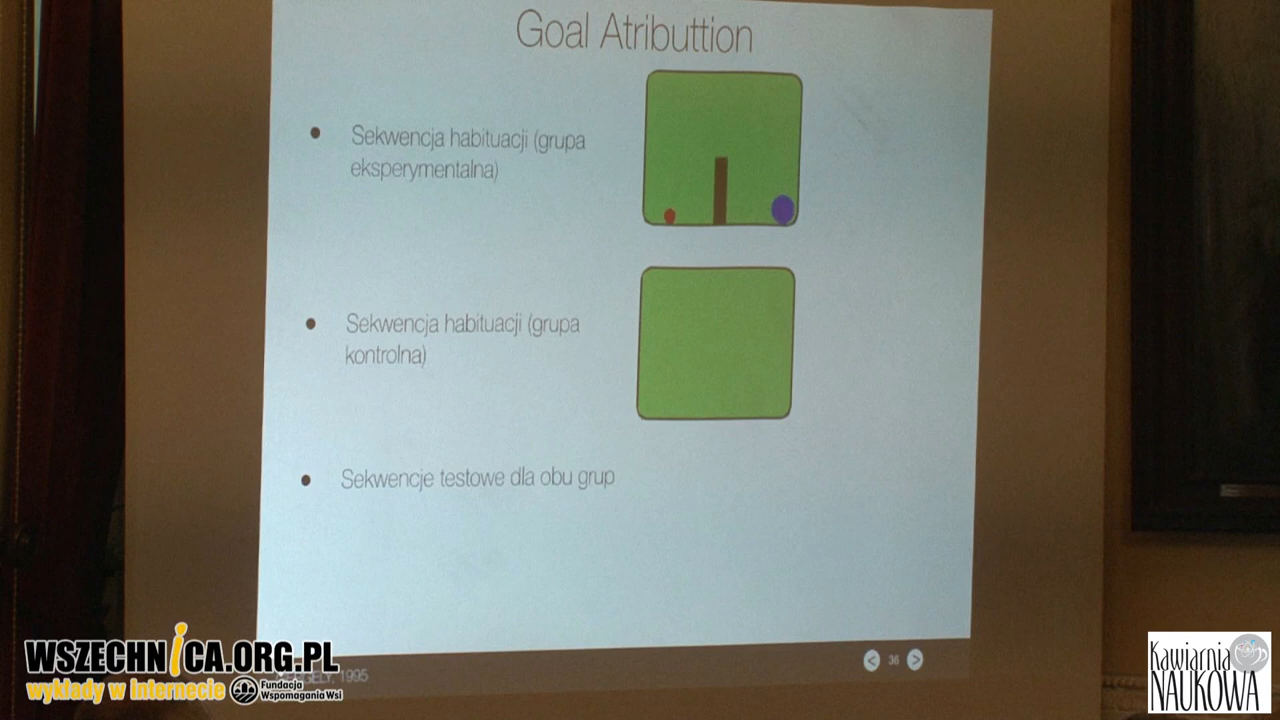 Goal Atributtion
• Sekwencja habituacji (grupa
eksperymentalna)
• Sekwencja habituacji (grupa
kontrolna)
• Sekwencje testowe dla obu grup
< 36 >
1995
WSZECHNiCA.ORG.PL
wykłady w internecie
Fundacja
Wspomagania Wsi
Kawiarnia
NAUKOWA